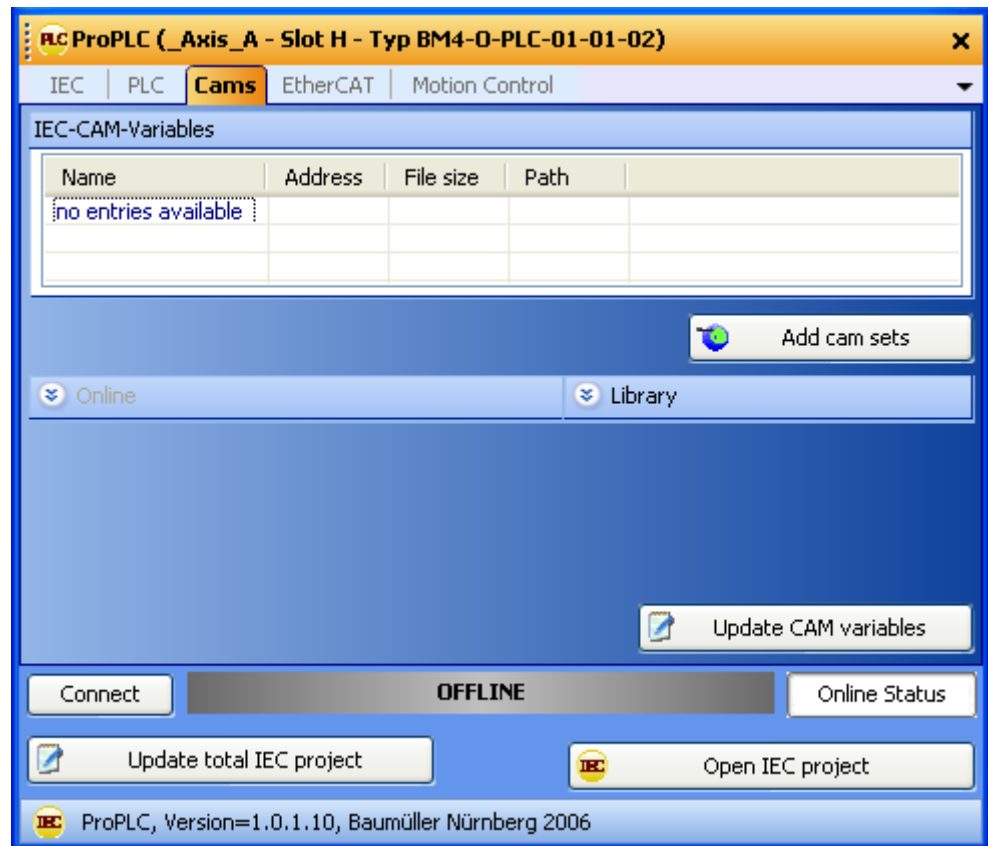 PLC ProPLC (_Axis_A - Slot H - Typ BM4-O-PLC-01-01-02)
IEC PLC Cams EtherCAT Motion Control
IEC-CAM-Variables
Name Address File size Path
no entries available
Add cam sets
Online Library
Update CAM variables
Connect OFFLINE Online Status
Update total IEC project IEC Open IEC project
IEC ProPLC, Version=1.0.1.10, Baumüller Nürnberg 2006